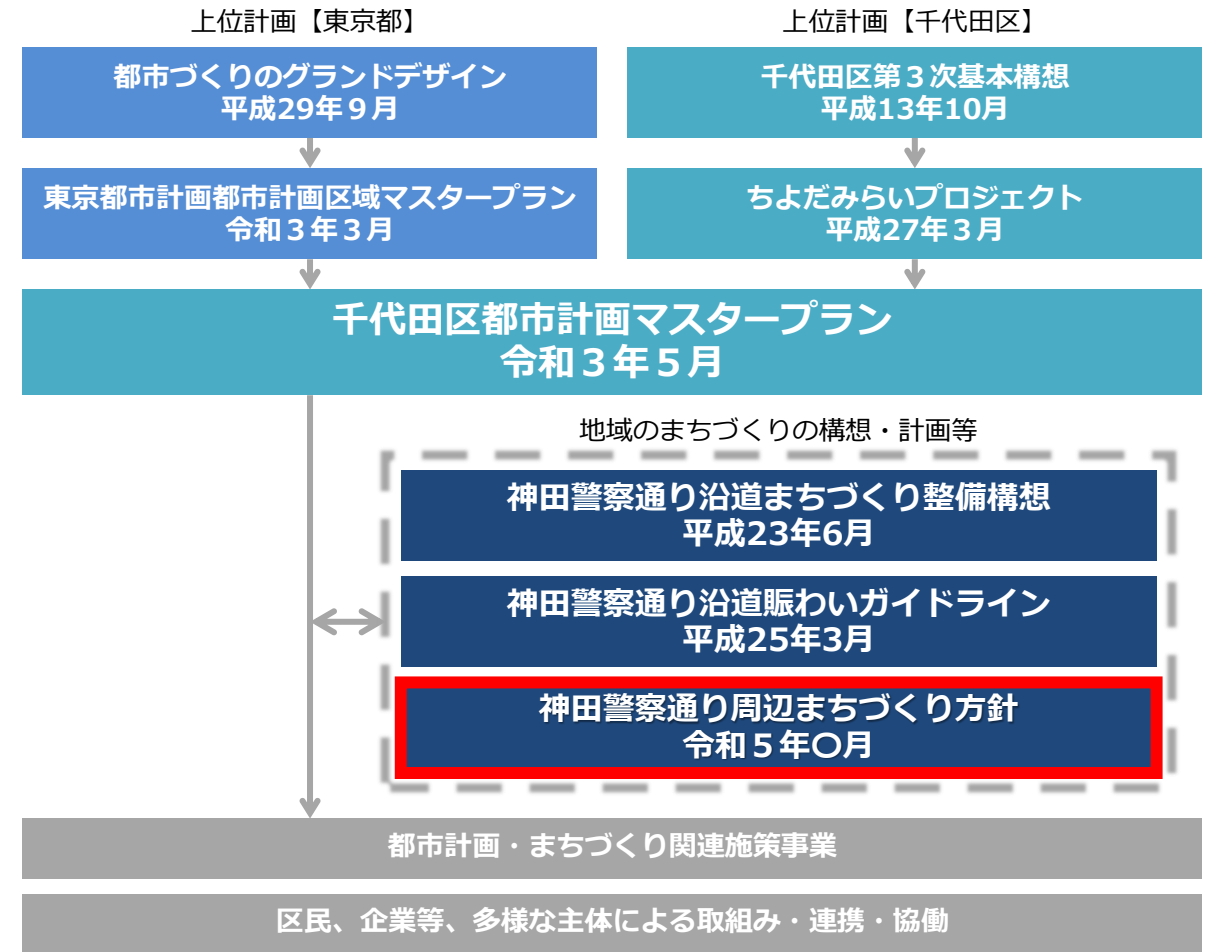 上位計画【東京都】
上位計画【千代田区】
都市づくりのグランドデザイン
平成29年９月
千代田区第３次基本構想
平成13年10月
東京都市計画都市計画区域マスタープラン
令和３年３月
ちよだみらいプロジェクト
平成27年３月
千代田区都市計画マスタープラン
令和３年５月
地域のまちづくりの構想・計画等
神田警察通り沿道まちづくり整備構想
平成23年6月
神田警察通り沿道賑わいガイドライン
平成25年3月
神田警察通り周辺まちづくり方針
令和５年〇月
都市計画・まちづくり関連施策事業
区民、企業等、多様な主体による取組み・連携・協働